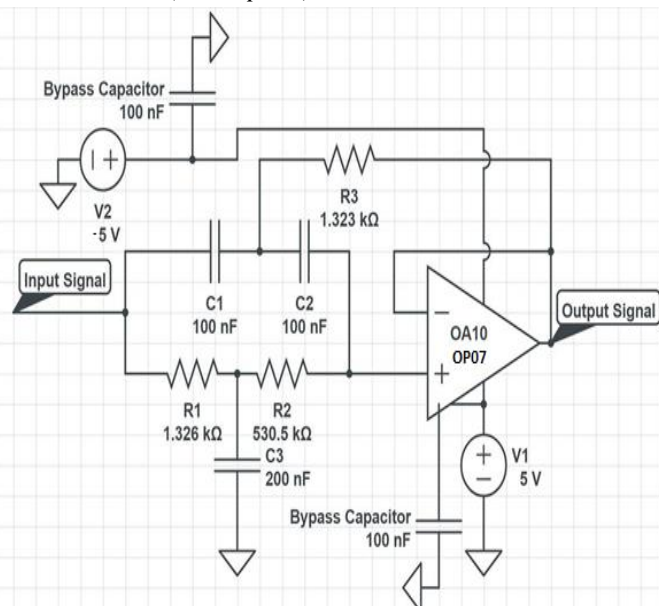 Bypass Capacitor
100 nF
V2
-5 V
R3
1.323 kΩ
Input Signal
C1
100 nF
C2
100 nF
OA10
OP07
Output Signal
R1
1.326 kΩ
R2
530.5 kΩ
C3
200 nF
V1
5 V
Bypass Capacitor
100 nF